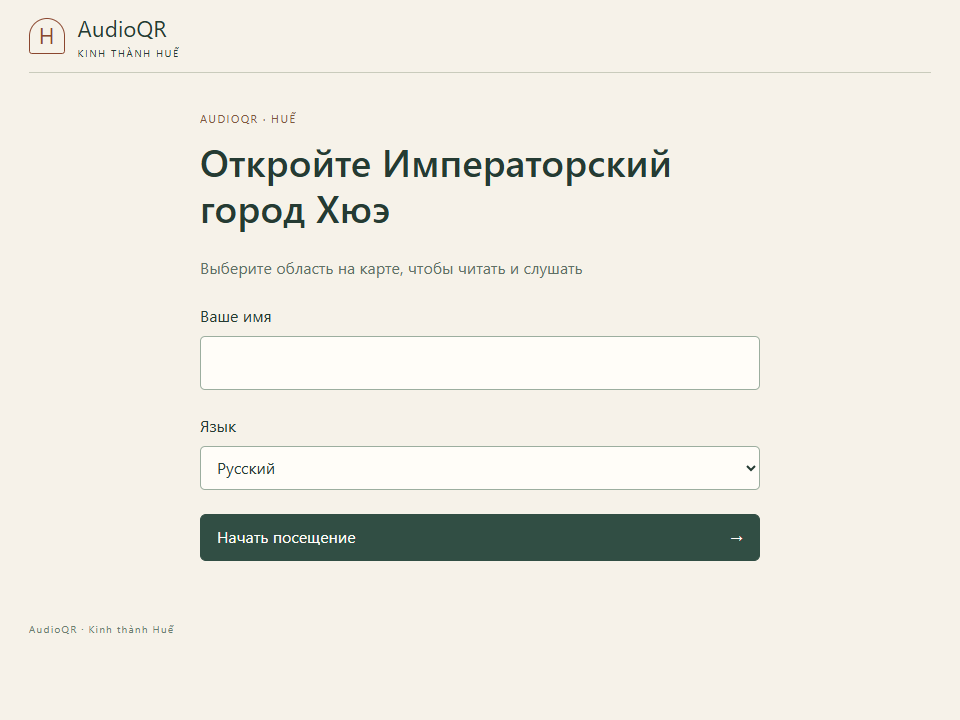 H
AudioQR
KINH THÀNH HUẾ
AUDIOQR · HUẾ
Откройте Императорский
город Хюэ
Выберите область на карте, чтобы читать и слушать
Ваше имя
Язык
Русский
Начать посещение →
AudioQR · Kinh thành Huế